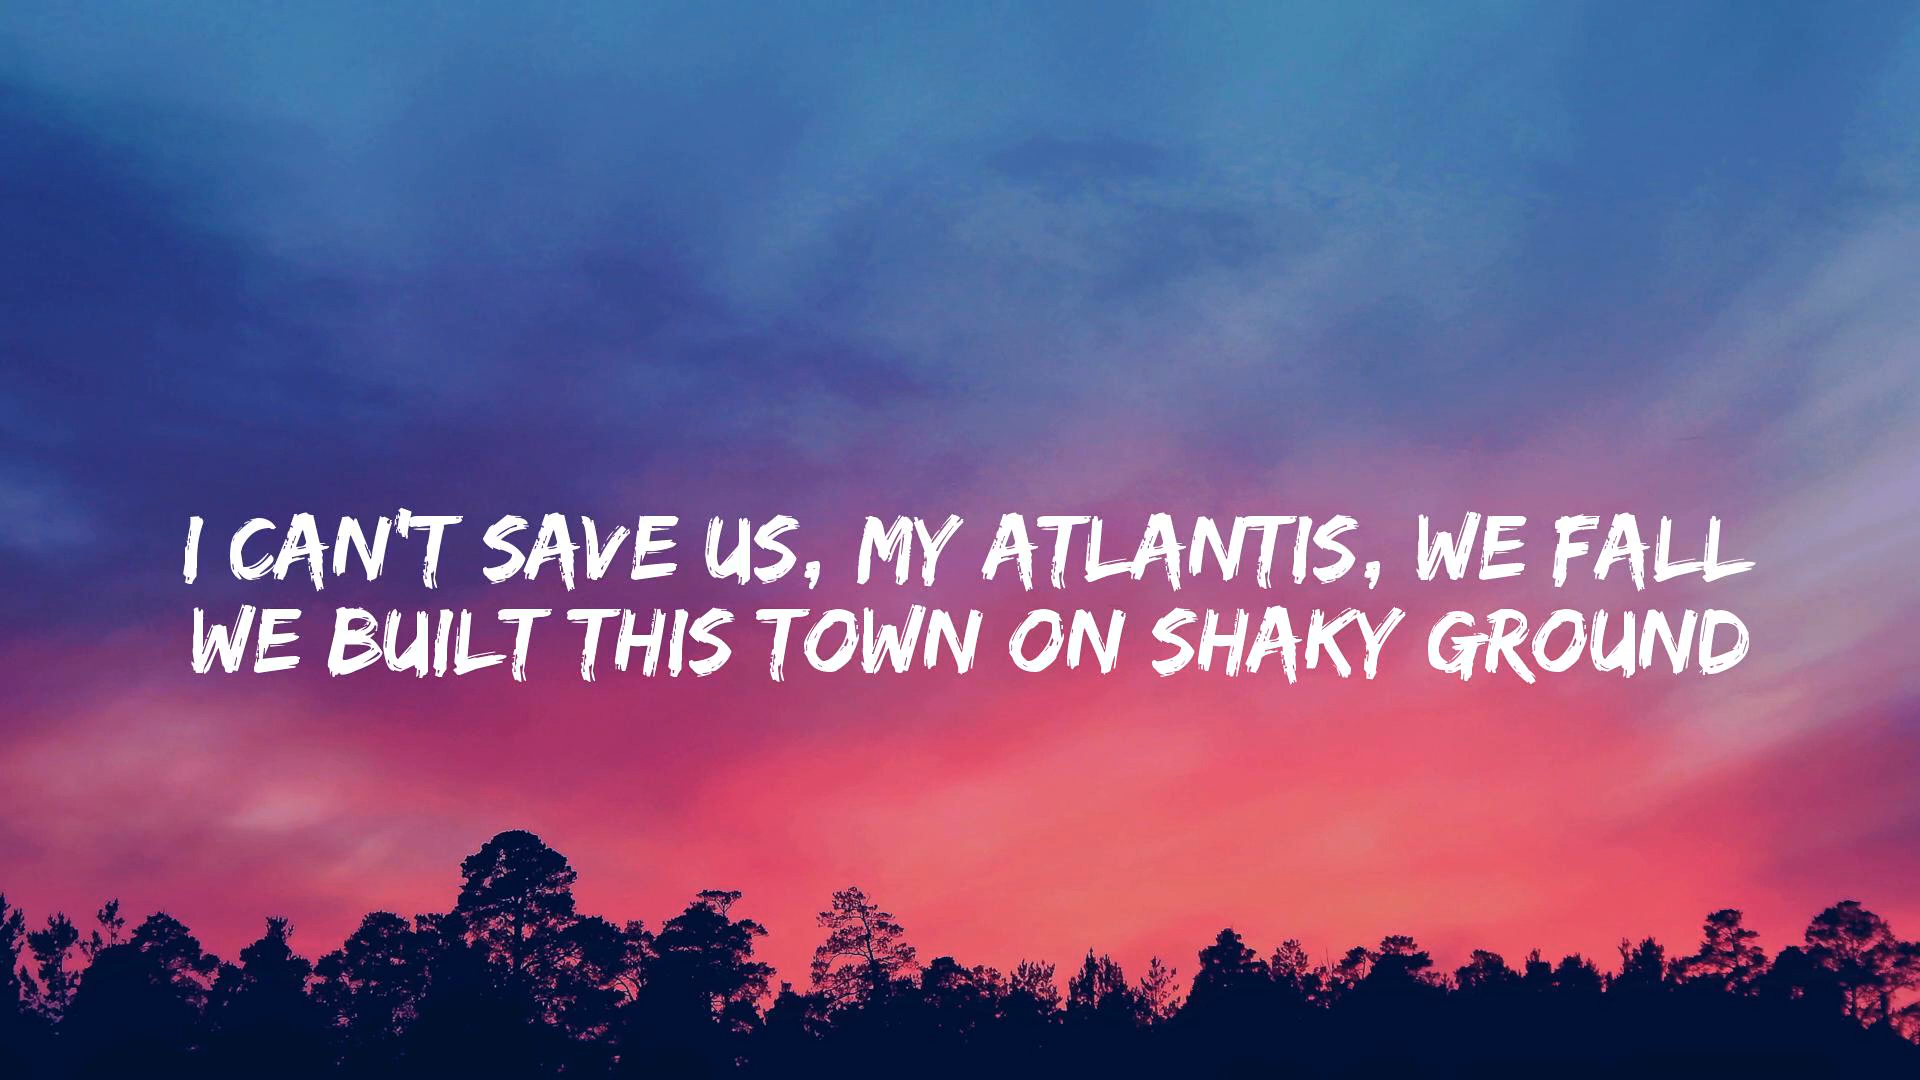 I CAN'T SAVE US, MY ATLANTIS, WE FALL
WE BUILT THIS TOWN ON SHAKY GROUND